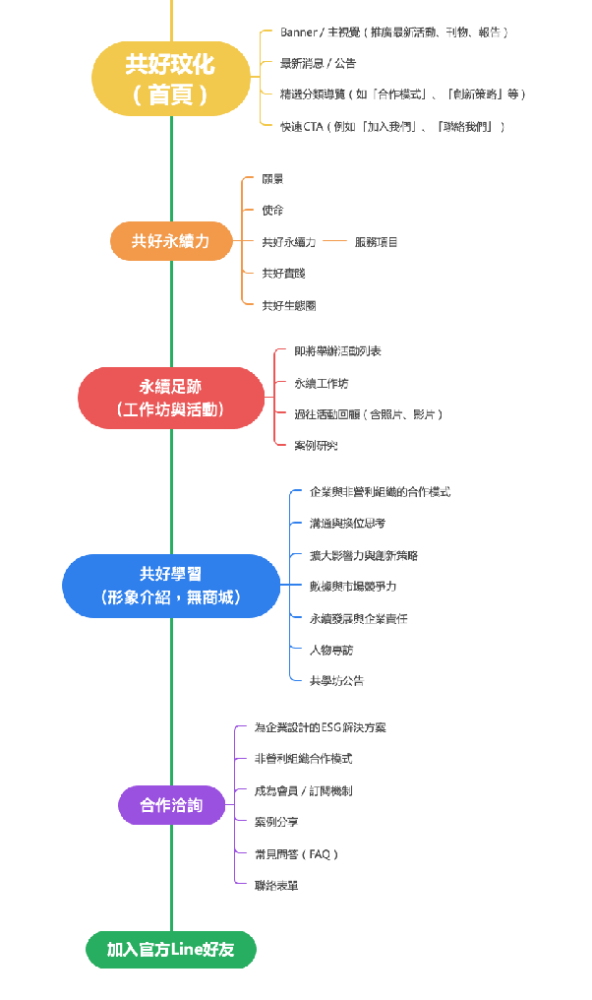 共好玟化
（首頁）
Banner / 主視覺（推廣最新活動、刊物、報告）
最新消息 / 公告
精選分類導覽（如「合作模式」、「創新策略」等）
快速CTA（例如「加入我們」、「聯絡我們」）
共好永續力
願景
使命
共好永續力
服務項目
共好實踐
共好生態圈
永續足跡
（工作坊與活動）
即將舉辦活動列表
永續工作坊
過往活動回顧（含照片、影片）
案例研究
共好學習
（形象介紹，無商城）
企業與非營利組織的合作模式
溝通與換位思考
擴大影響力與創新策略
數據與市場競爭力
永續發展與企業責任
人物專訪
共學坊公告
合作洽詢
為企業設計的ESG解決方案
非營利組織合作模式
成為會員 / 訂閱機制
案例分享
常見問答（FAQ）
聯絡表單
加入官方Line好友